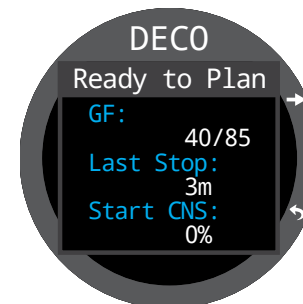 DECO
Ready to Plan
GF:
40/85
Last Stop:
3m
Start CNS:
0%